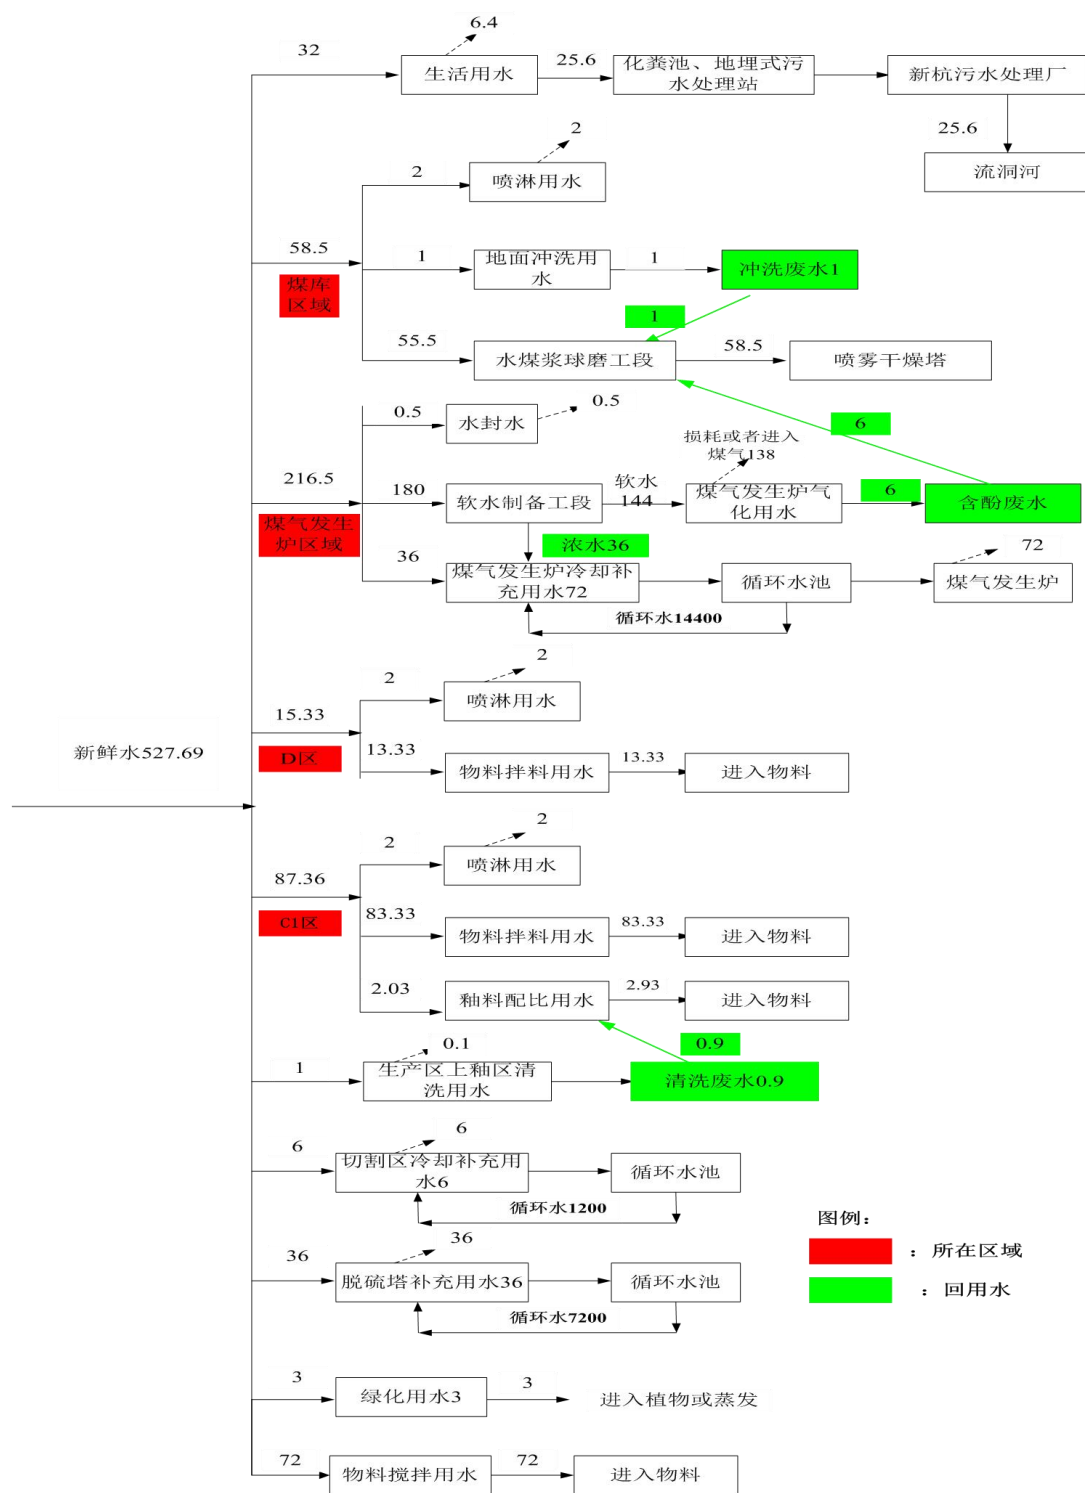 6.4
32
生活用水
25.6
化粪池、地埋式污
水处理站
新杭污水处理厂
25.6
流洞河
2
2
喷淋用水
58.5
煤库
区域
1
地面冲洗用
水
1
冲洗废水1
1
55.5
水煤浆球磨工段
58.5
喷雾干燥塔
0.5
水封水
0.5
损耗或者进入
煤气138
6
216.5
煤气发生
炉区域
180
软水制备工段
软水
144
煤气发生炉气
化用水
6
含酚废水
浓水36
36
煤气发生炉冷却补
充用水72
循环水池
72
煤气发生炉
循环水14400
2
2
喷淋用水
新鲜水527.69
15.33
D区
13.33
物料拌料用水
13.33
进入物料
2
2
喷淋用水
87.36
C1区
83.33
物料拌料用水
83.33
进入物料
2.03
釉料配比用水
2.93
进入物料
0.9
1
0.1
生产区上釉区清
洗用水
清洗废水0.9
6
6
切割区冷却补充用
水6
循环水池
循环水1200
图例：
：所在区域
：回用水
36
36
脱硫塔补充用水36
循环水池
循环水7200
3
绿化用水3
3
进入植物或蒸发
72
物料搅拌用水
72
进入物料